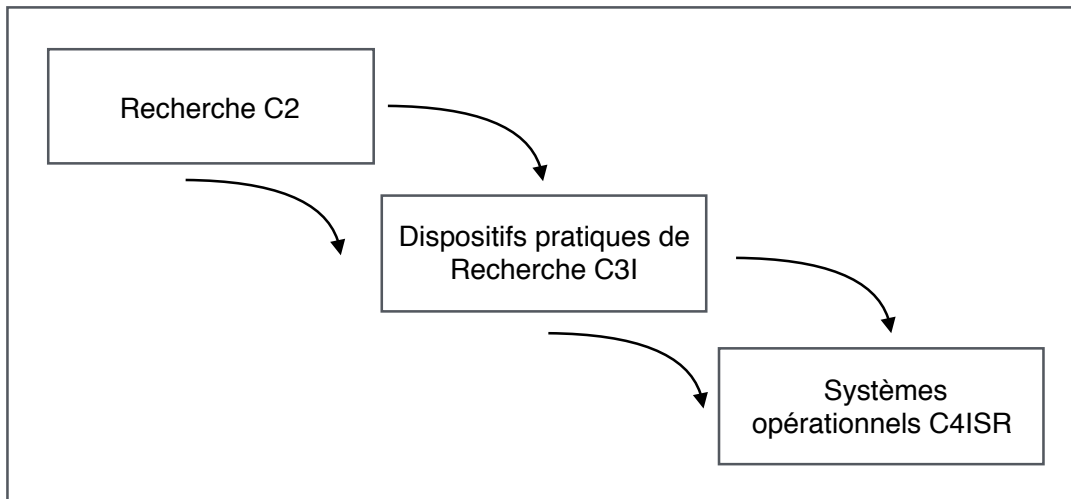 Recherche C2
Dispositifs pratiques de
Recherche C3I
Systèmes
opérationnels C4ISR